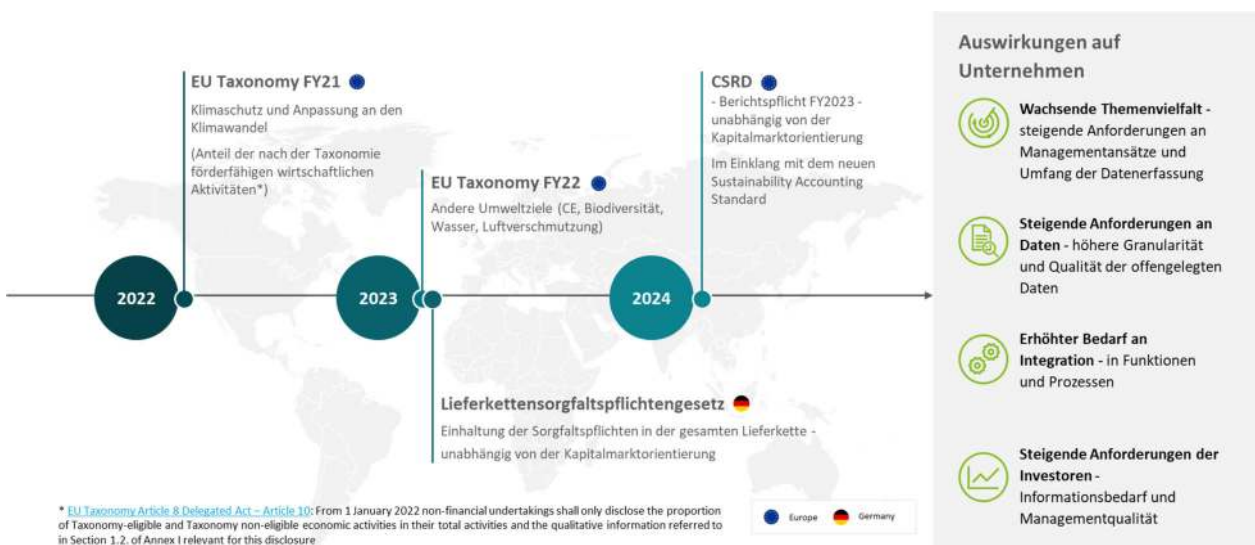 EU Taxonomy FY21
Klimaschutz und Anpassung an den
Klimawandel
(Anteil der nach der Taxonomie
förderfähigen wirtschaftlichen
Aktivitäten*)
EU Taxonomy FY22
Andere Umweltziele (CE, Biodiversität,
Wasser, Luftverschmutzung)
CSRD
- Berichtspflicht FY2023 -
unabhängig von der
Kapitalmarktorientierung
Im Einklang mit dem neuen
Sustainability Accounting
Standard
2022
2023
2024
Lieferkettensorgfaltspflichtengesetz
Einhaltung der Sorgfaltspflichten in der gesamten Lieferkette -
unabhängig von der Kapitalmarktorientierung
* EU Taxonomy Article 8 Delegated Act – Article 10: From 1 January 2022 non-financial undertakings shall only disclose the proportion
of Taxonomy-eligible and Taxonomy non-eligible economic activities in their total activities and the qualitative information referred to
in Section 1.2. of Annex I relevant for this disclosure
Europe
Germany
Auswirkungen auf
Unternehmen
Wachsende Themenvielfalt -
steigende Anforderungen an
Managementansätze und
Umfang der Datenerfassung
Steigende Anforderungen an
Daten - höhere Granularität
und Qualität der offengelegten
Daten
Erhöhter Bedarf an
Integration - in Funktionen
und Prozessen
Steigende Anforderungen der
Investoren -
Informationsbedarf und
Managementqualität